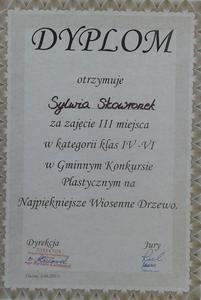 DYPLOM
otrzymuje
Sylwia Skowronek
za zajęcie III miejsca
w kategorii klas IV-VI
w Gminnym Konkursie
Plastycznym na
Najpiękniejsze Wiosenne Drzewo.
Dyrekcja Jury